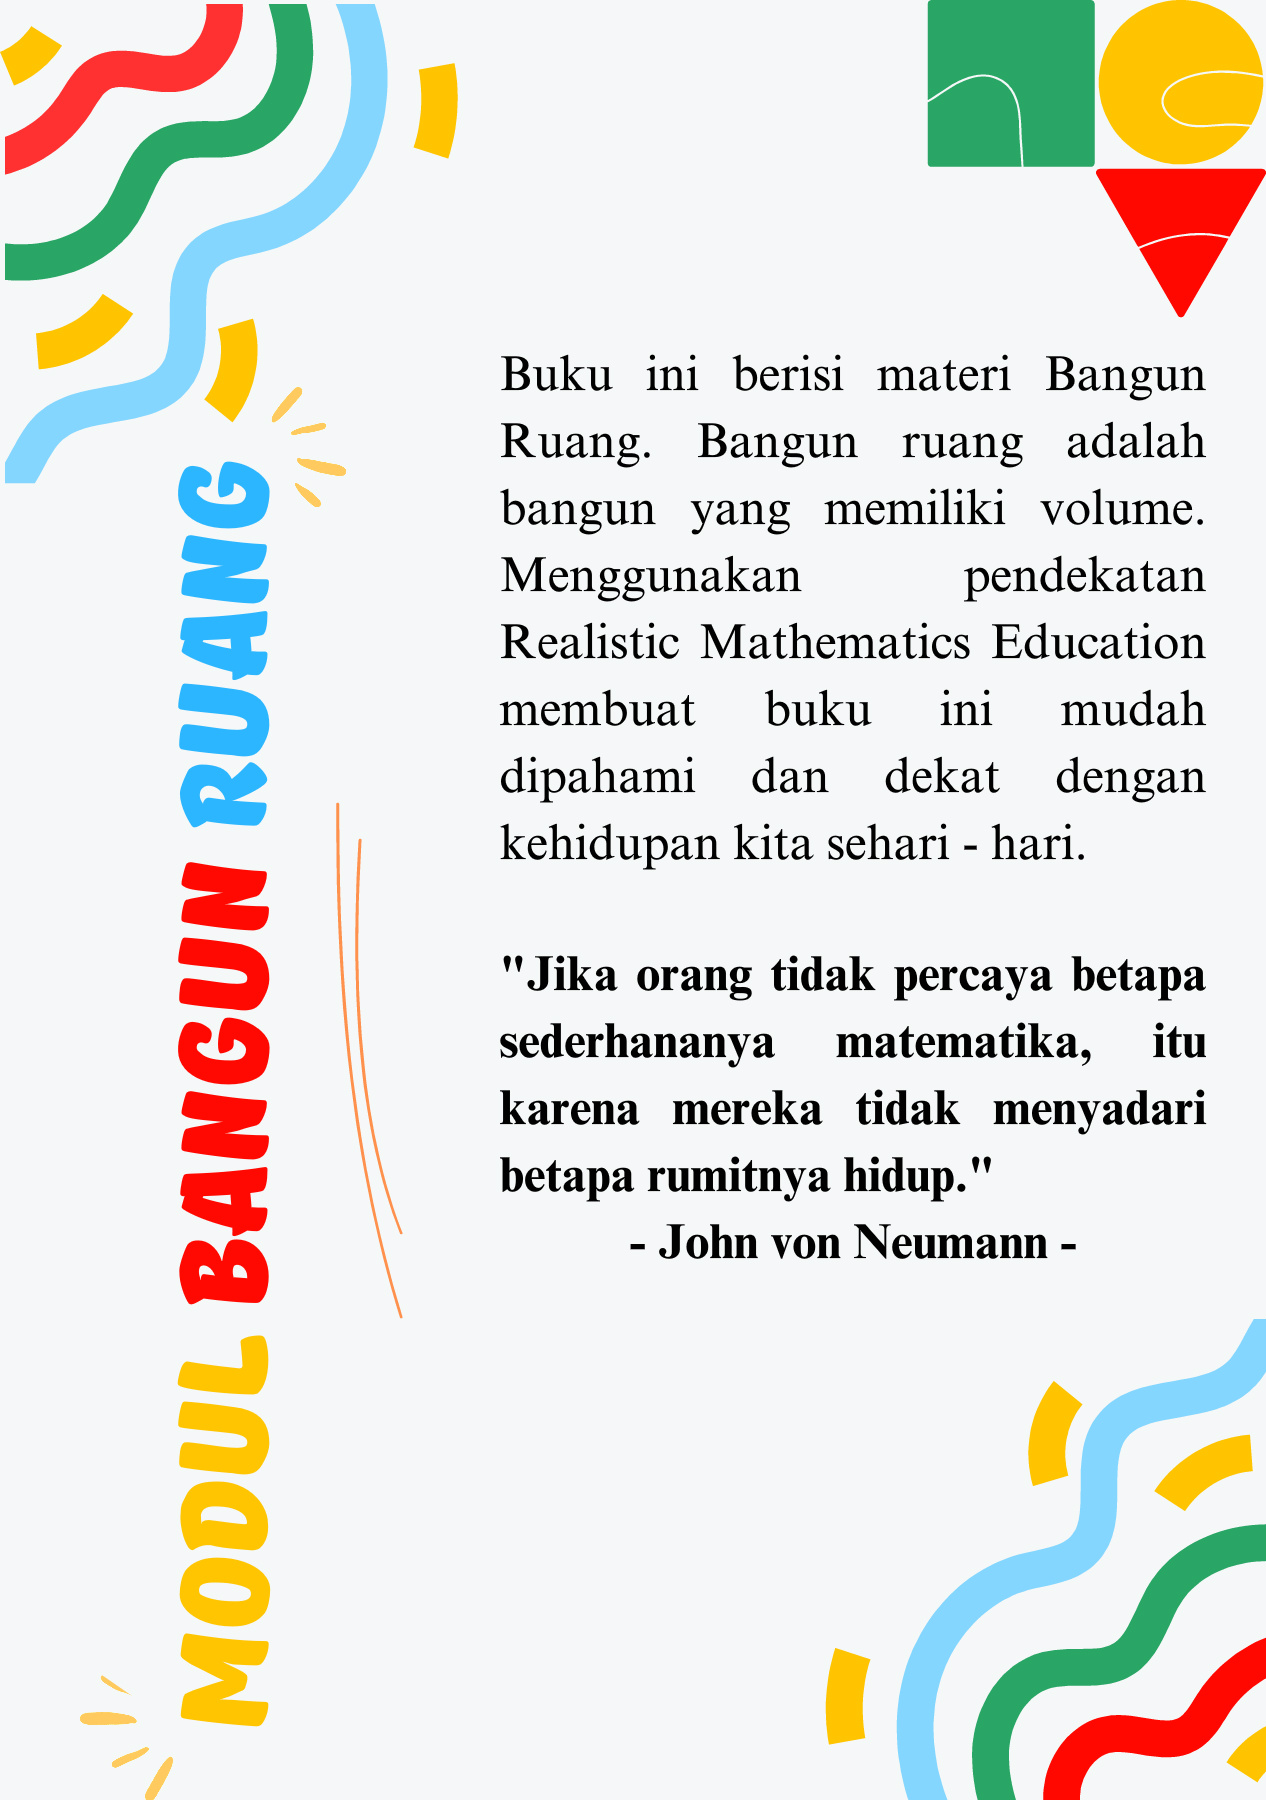 MODUL BANGUN RUANG
Buku ini berisi materi Bangun
Ruang. Bangun ruang adalah
bangun yang memiliki volume.
Menggunakan pendekatan
Realistic Mathematics Education
membuat buku ini mudah
dipahami dan dekat dengan
kehidupan kita sehari - hari.
"Jika orang tidak percaya betapa
sederhananya matematika, itu
karena mereka tidak menyadari
betapa rumitnya hidup."
- John von Neumann -